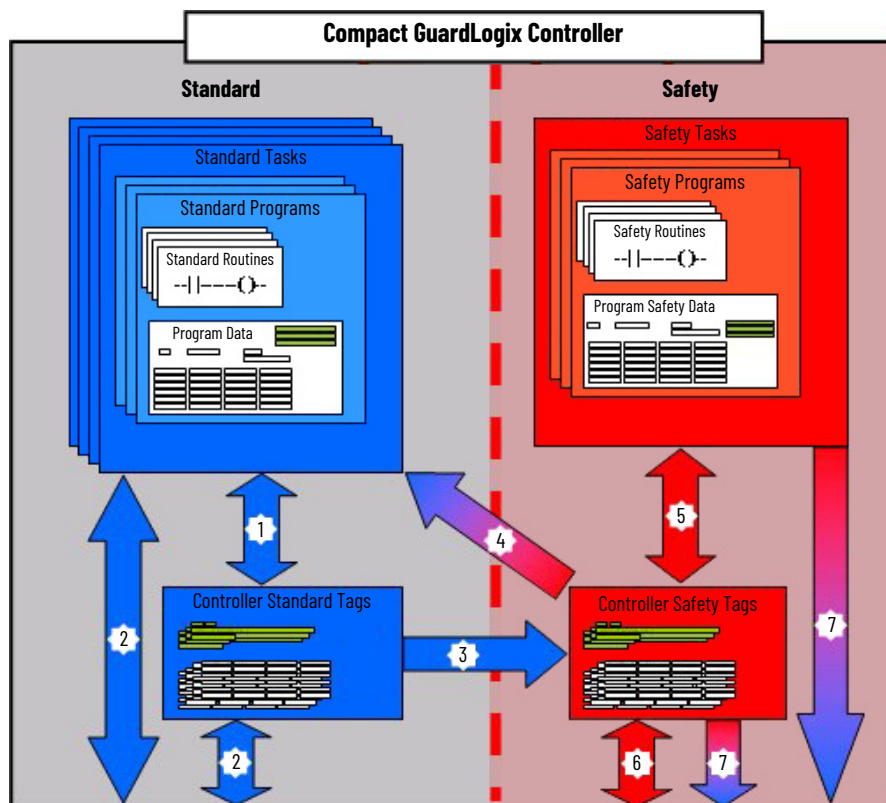 Compact GuardLogix Controller
Standard
Safety
Standard Tasks
Standard Programs
Standard Routines
Program Data
Safety Tasks
Safety Programs
Safety Routines
Program Safety Data
1
5
4
Controller Standard Tags
Controller Safety Tags
2
3
7
2
6
7